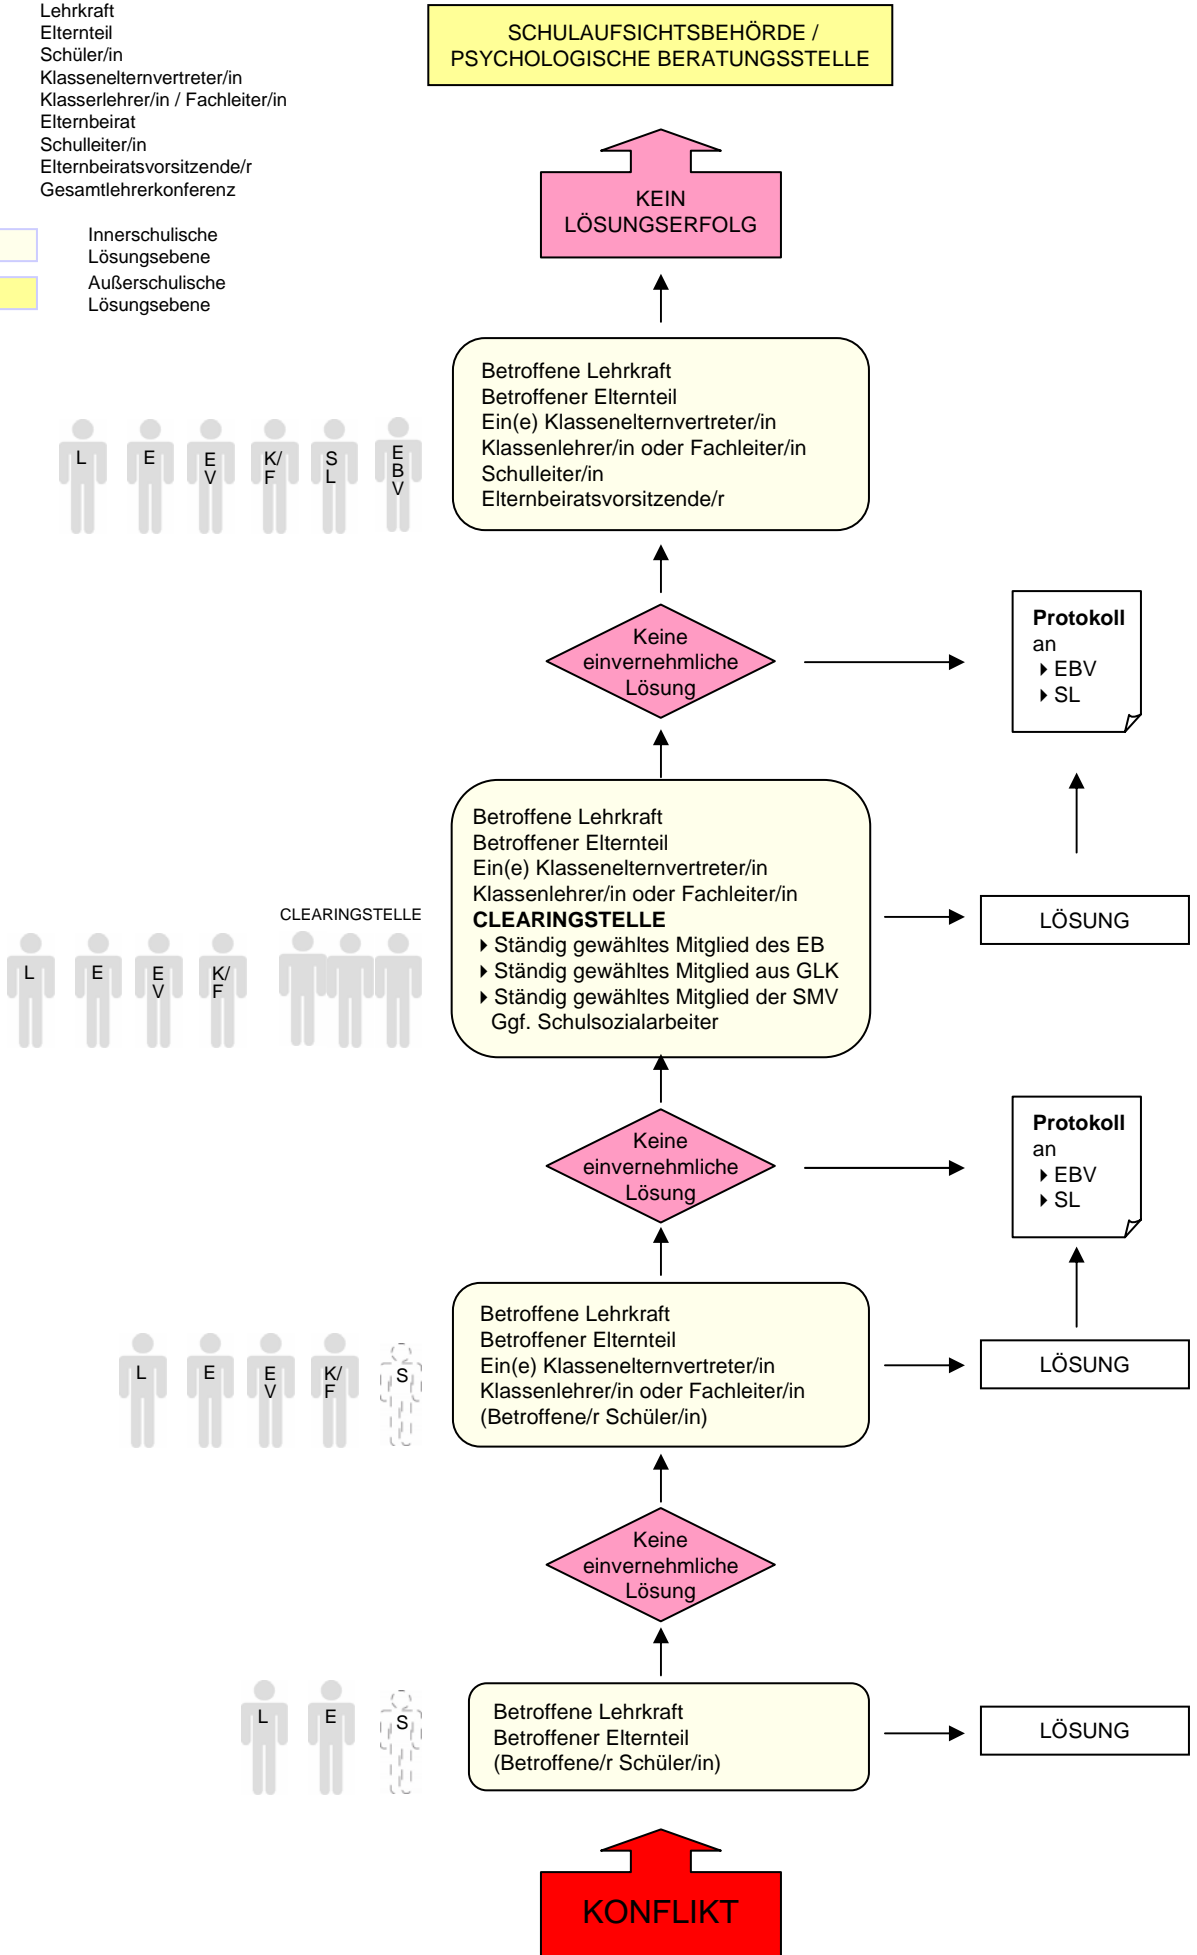 Lehrkraft
Elternteil
Schüler/in
Klassenelternvertreter/in
Klasserlehrer/in / Fachleiter/in
Elternbeirat
Schulleiter/in
Elternbeiratsvorsitzende/r
Gesamtlehrerkonferenz
Innerschulische
Lösungsebene
Außerschulische
Lösungsebene
SCHULAUFSICHTSBEHÖRDE /
PSYCHOLOGISCHE BERATUNGSSTELLE
KEIN
LÖSUNGSERFOLG
L
E
E
V
K/
F
S
L
E
B
V
Betroffene Lehrkraft
Betroffener Elternteil
Ein(e) Klassenelternvertreter/in
Klassenlehrer/in oder Fachleiter/in
Schulleiter/in
Elternbeiratsvorsitzende/r
Keine
einvernehmliche
Lösung
Protokoll
an
EBV
SL
CLEARINGSTELLE
L
E
E
V
K/
F
Betroffene Lehrkraft
Betroffener Elternteil
Ein(e) Klassenelternvertreter/in
Klassenlehrer/in oder Fachleiter/in
CLEARINGSTELLE
Ständig gewähltes Mitglied des EB
Ständig gewähltes Mitglied aus GLK
Ständig gewähltes Mitglied der SMV
Ggf. Schulsozialarbeiter
LÖSUNG
Keine
einvernehmliche
Lösung
Protokoll
an
EBV
SL
L
E
E
V
K/
F
S
Betroffene Lehrkraft
Betroffener Elternteil
Ein(e) Klassenelternvertreter/in
Klassenlehrer/in oder Fachleiter/in
(Betroffene/r Schüler/in)
LÖSUNG
Keine
einvernehmliche
Lösung
L
E
S
Betroffene Lehrkraft
Betroffener Elternteil
(Betroffene/r Schüler/in)
LÖSUNG
KONFLIKT